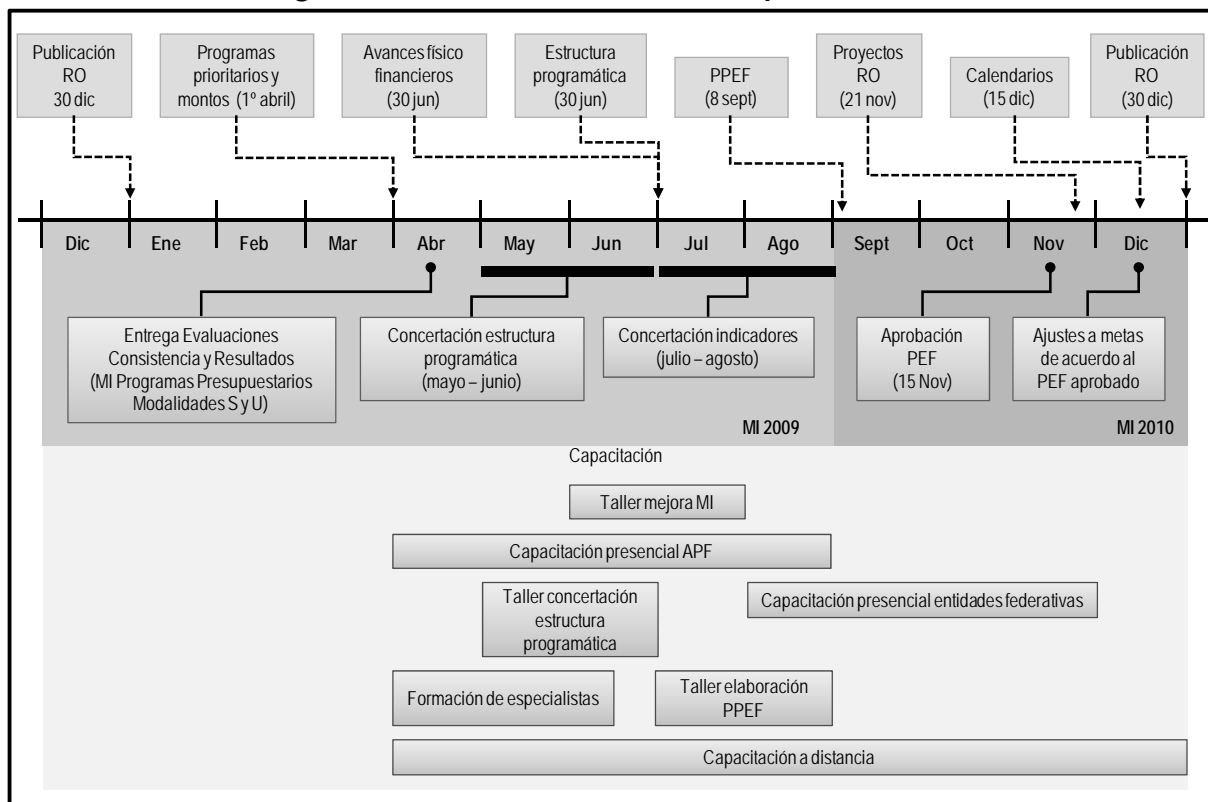 Publicación
RO
30 dic
Programas
prioritarios y
montos (1º abril)
Avances físico
financieros
(30 jun)
Estructura
programática
(30 jun)
PPEF
(8 sept)
Proyectos
RO
(21 nov)
Calendarios
(15 dic)
Publicación
RO
(30 dic)
Dic
Ene
Feb
Mar
Abr
May
Jun
Jul
Ago
Sept
Oct
Nov
Dic
Entrega Evaluaciones
Consistencia y Resultados
(MI Programas Presupuestarios
Modalidades S y U)
Concertación estructura
programática
(mayo – junio)
Concertación indicadores
(julio – agosto)
Aprobación
PEF
(15 Nov)
Ajustes a metas
de acuerdo al
PEF aprobado
MI 2009
MI 2010
Capacitación
Taller mejora MI
Capacitación presencial APF
Taller concertación
estructura
programática
Capacitación presencial entidades federativas
Formación de especialistas
Taller elaboración
PPEF
Capacitación a distancia